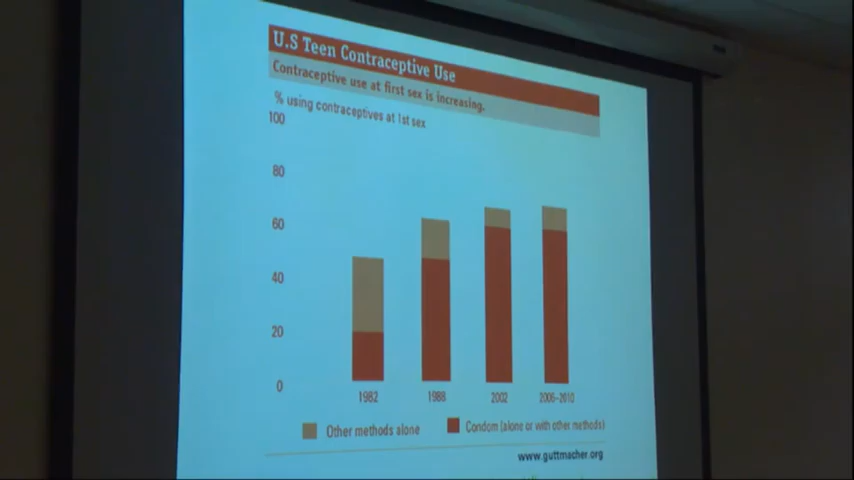 U.S Teen Contraceptive Use
Contraceptive use at first sex is increasing.
% using contraceptives at 1st sex
100
80
60
40
20
0
1982 1988 2002 2006–2010
Other methods alone Condom (alone or with other methods)
www.guttmacher.org